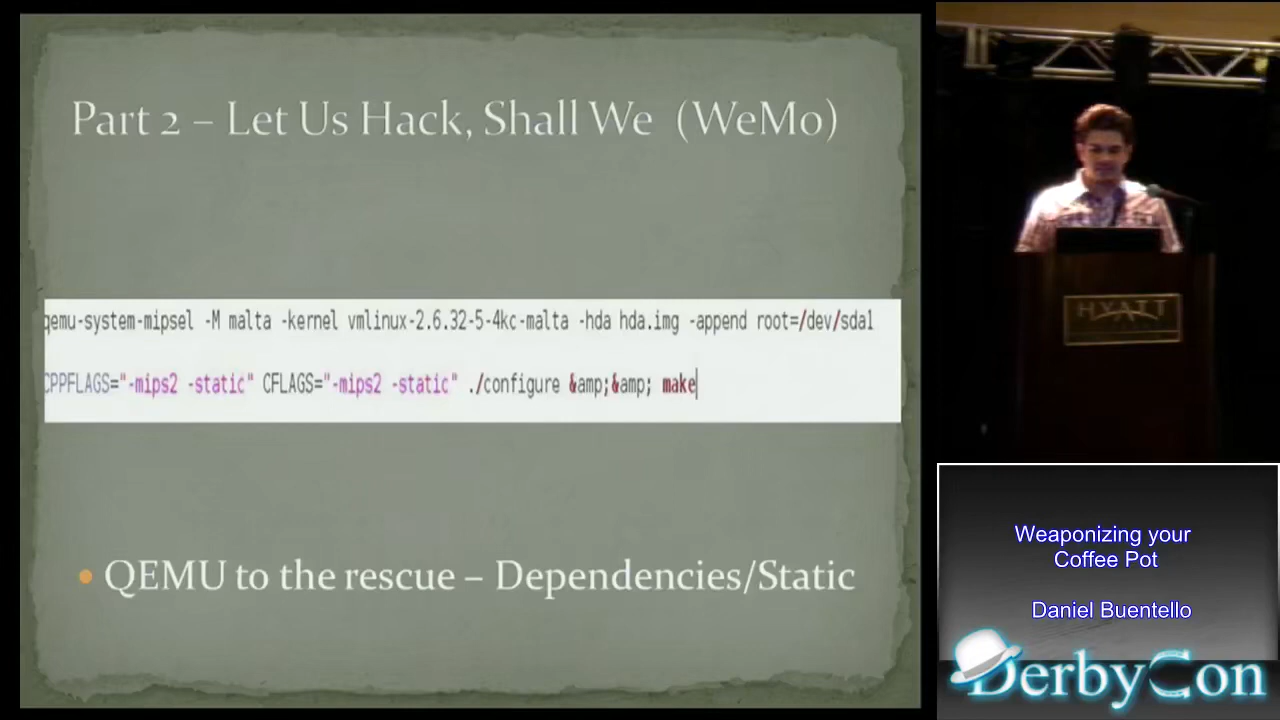 Part 2 – Let Us Hack, Shall We (WeMo)
qemu-system-mipsel -M malta -kernel vmlinux-2.6.32-5-4kc-malta -hda hda.img -append root=/dev/sda1
CPPFLAGS="-mips2 -static" CFLAGS="-mips2 -static" ./configure &amp;&amp; make
• QEMU to the rescue – Dependencies/Static
HYATT
Weaponizing your
Coffee Pot
Daniel Buentello
DerbyCon